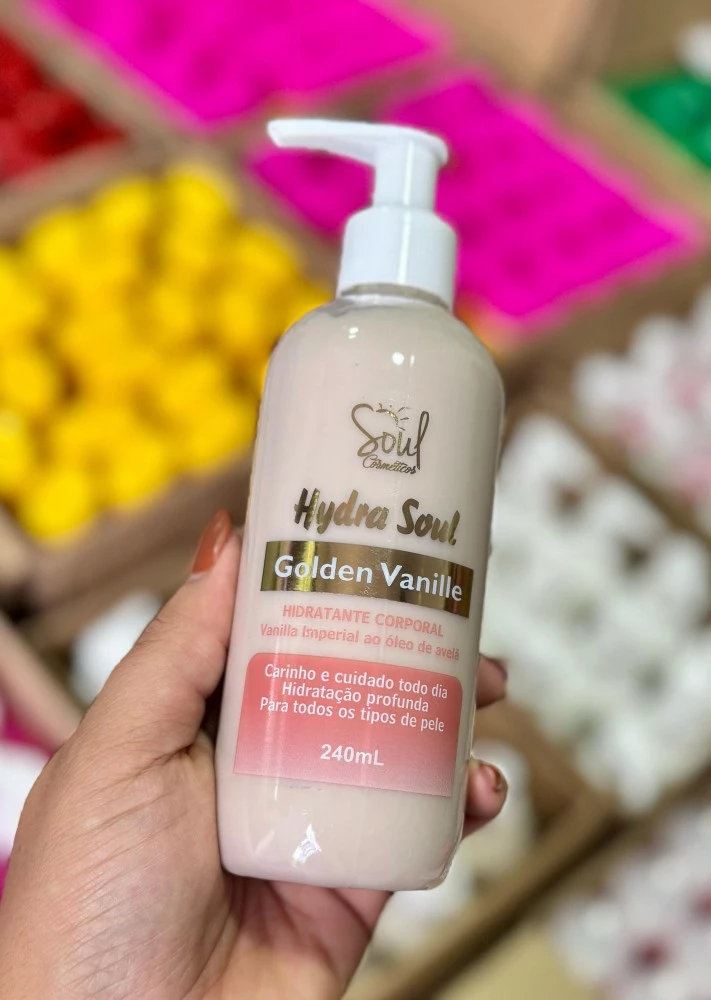 Soul
Cosméticos
Hydra Soul
Golden Vanille
HIDRATANTE CORPORAL
Vanilla Imperial ao óleo de avelã
Carinho e cuidado todo dia
Hidratação profunda
Para todos os tipos de pele
240mL